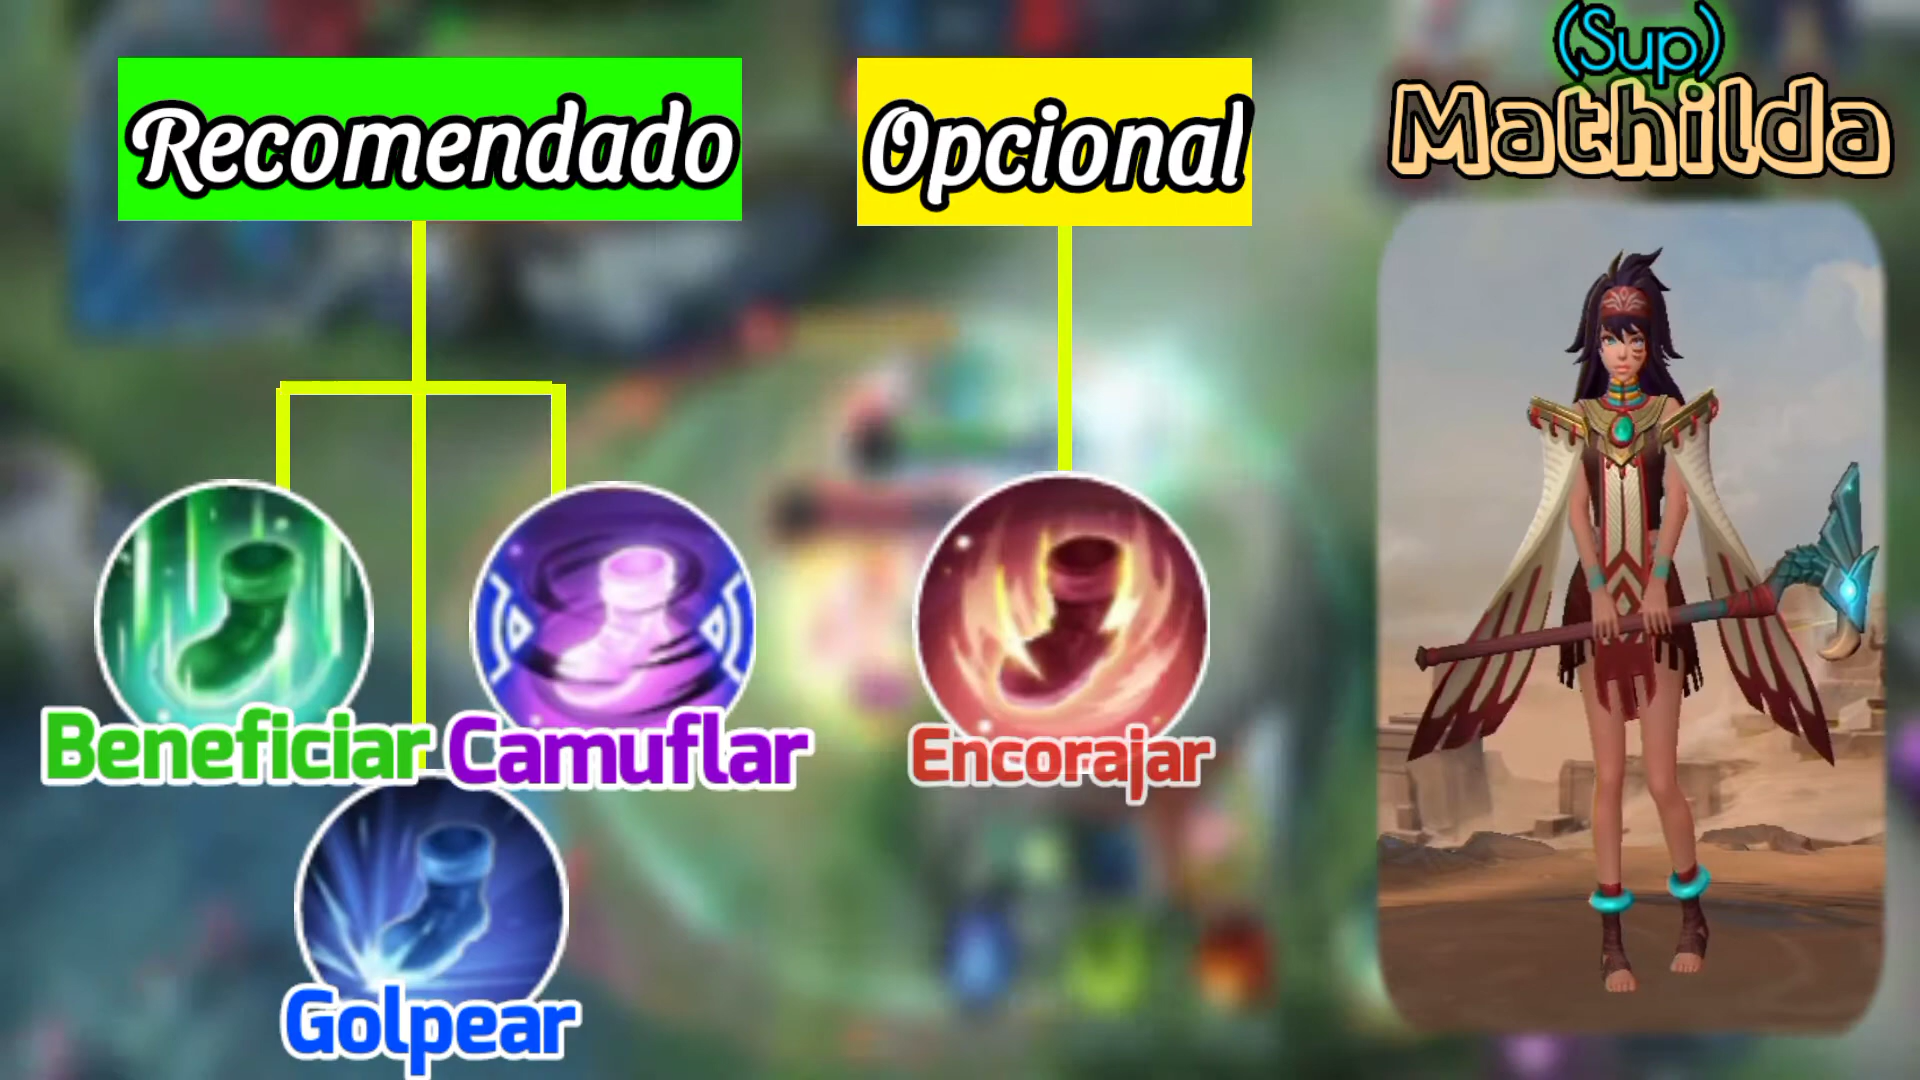 Recomendado
Opcional
(Sup)
Mathilda
Beneficiar
Camuflar
Encorajar
Golpear